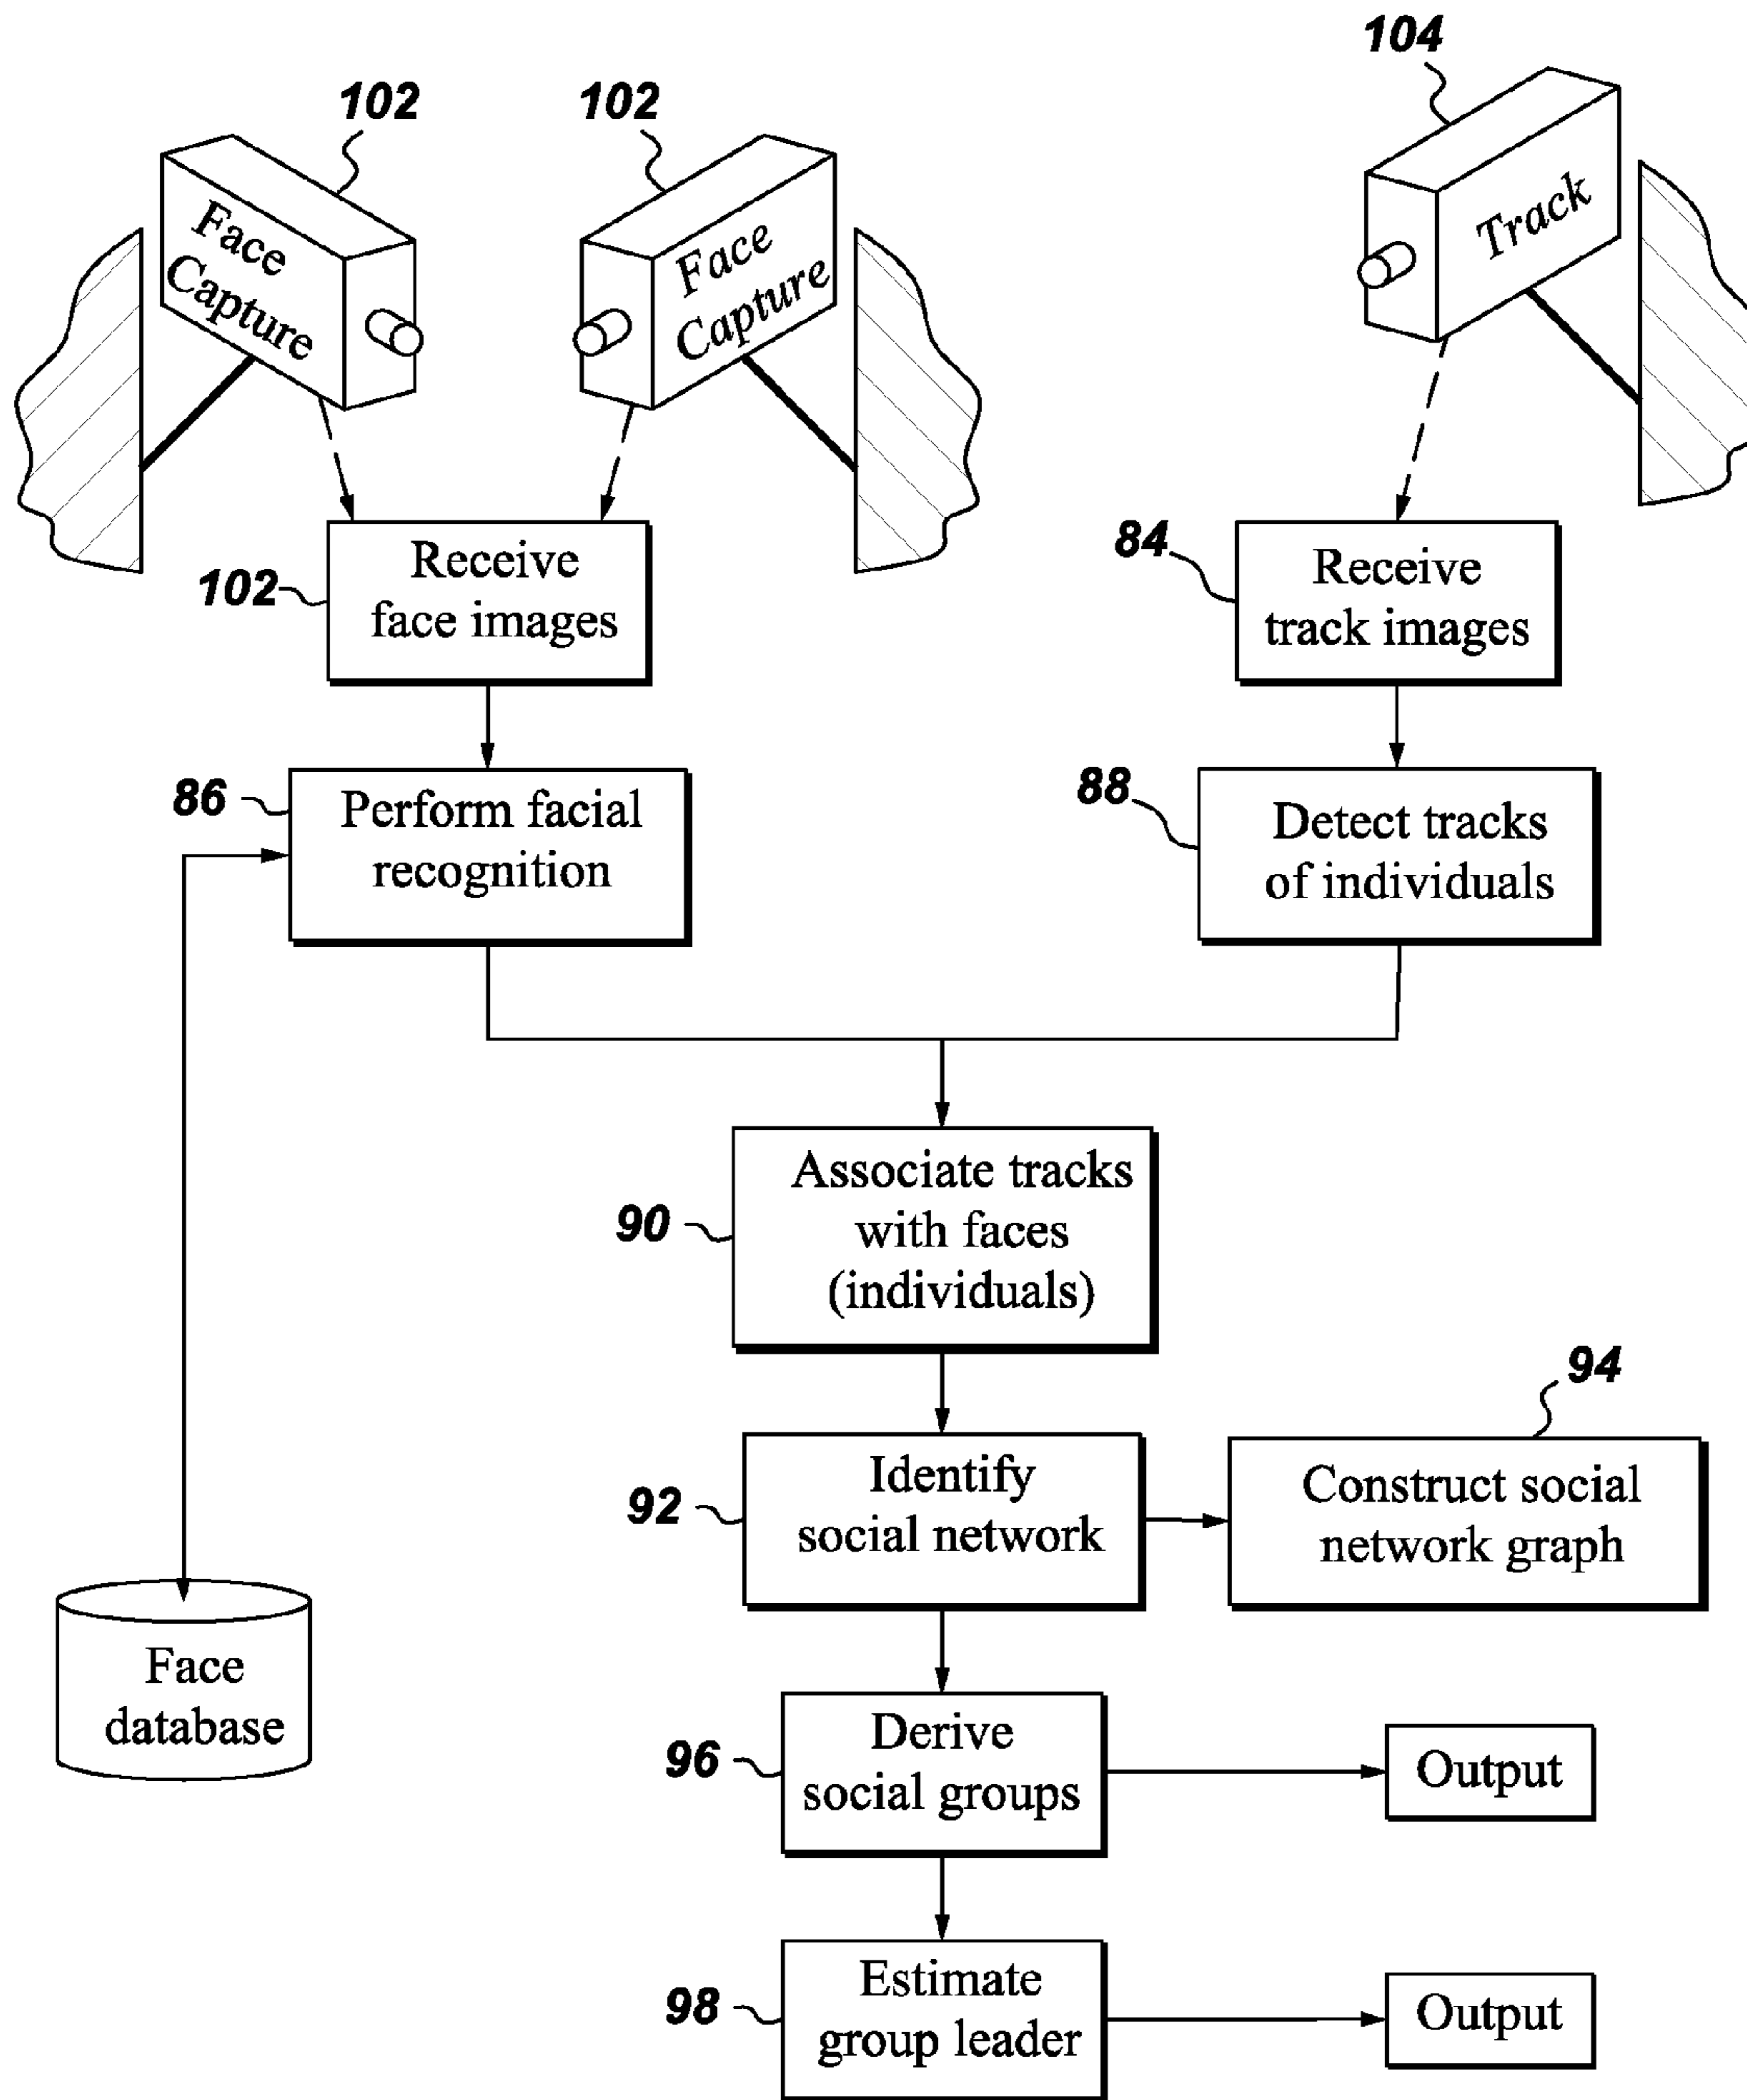 104
102
102
Face
Capture
Face
Capture
Track
102
Receive
face images
84
Receive
track images
86
Perform facial
recognition
88
Detect tracks
of individuals
90
Associate tracks
with faces
(individuals)
94
92
Identify
social network
Construct social
network graph
Face
database
96
Derive
social groups
Output
98
Estimate
group leader
Output